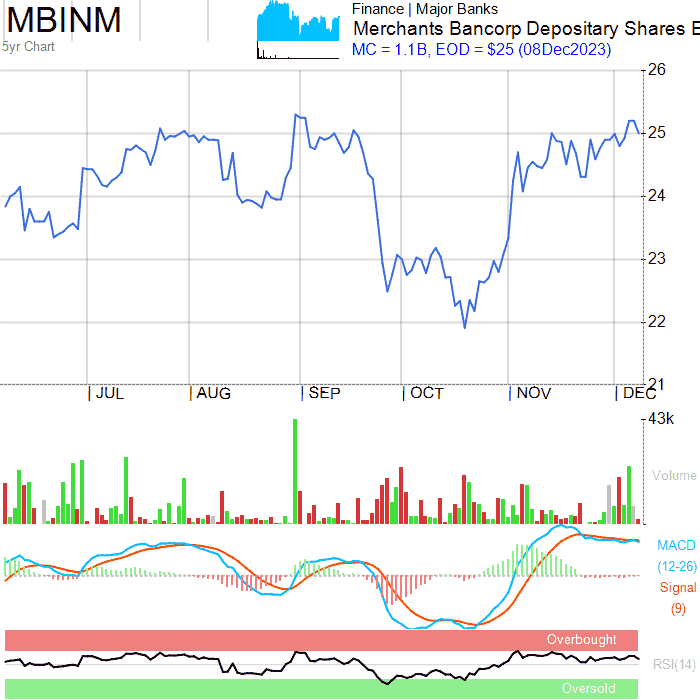 MBINM
5yr Chart
Finance | Major Banks
Merchants Bancorp Depositary Shares E
MC = 1.1B, EOD = $25 (08Dec2023)
26
25
24
23
22
21
JUL
AUG
SEP
OCT
NOV
DEC
43k
Volume
MACD
(12-26)
Signal
(9)
Overbought
RSI(14)
Oversold